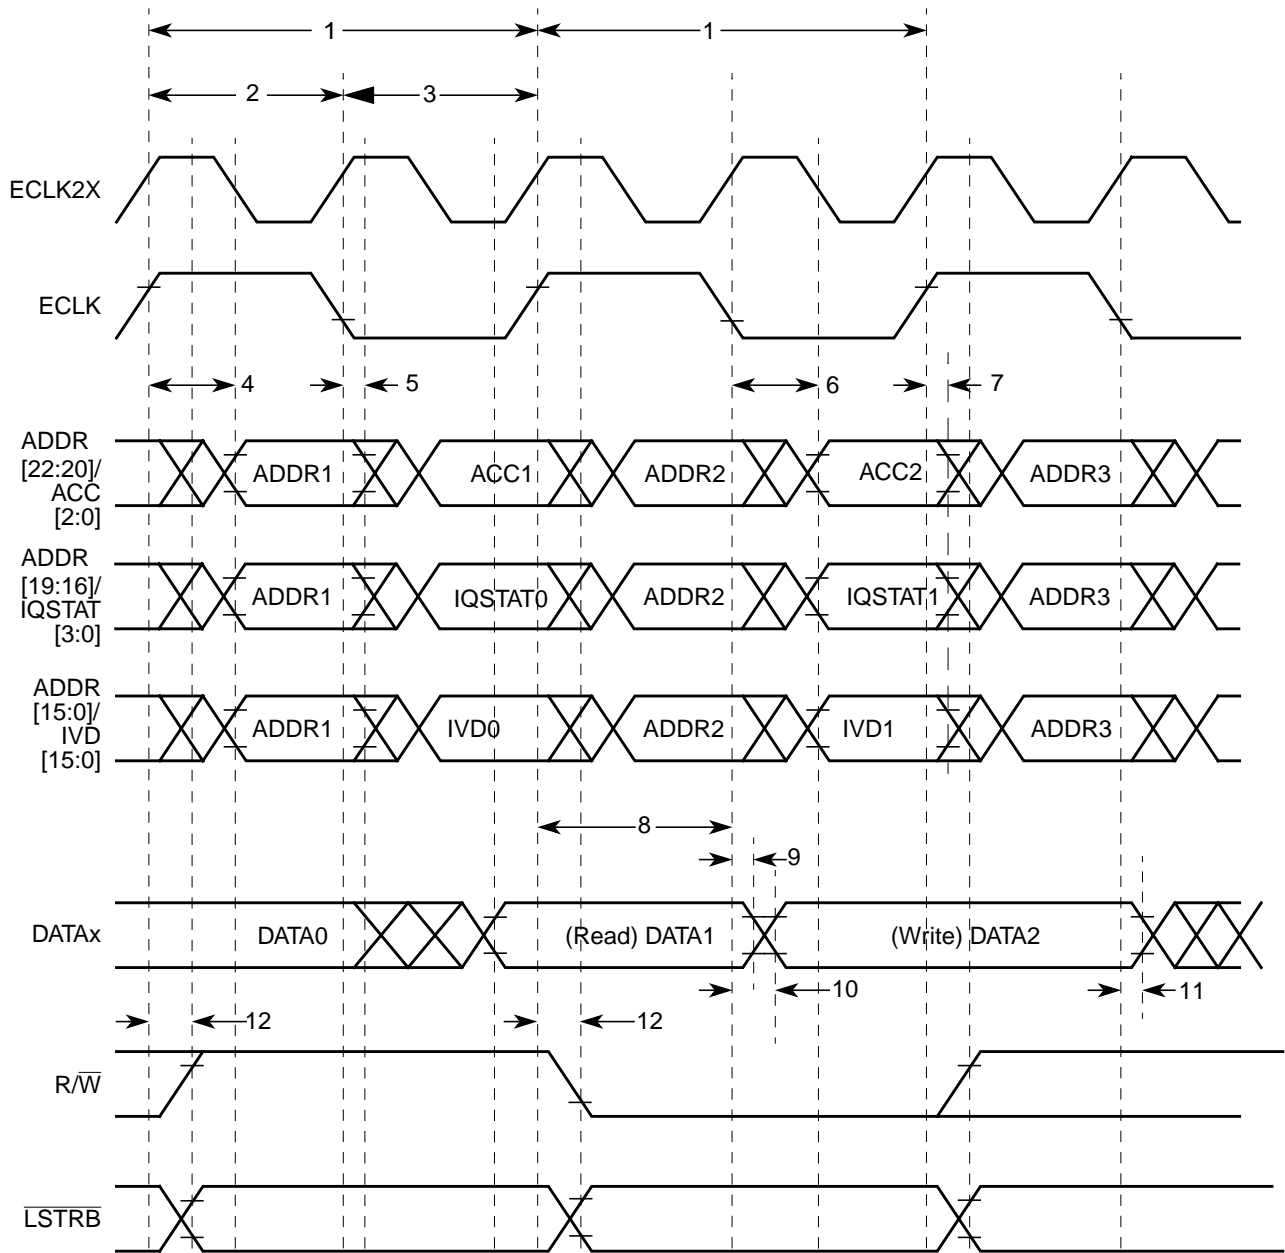 1 1
2 3
ECLK2X
ECLK
4 5 6 7
ADDR
[22:20]/
ACC
[2:0]
ADDR1 ACC1 ADDR2 ACC2 ADDR3
ADDR
[19:16]/
IQSTAT
[3:0]
ADDR1 IQSTAT0 ADDR2 IQSTAT1 ADDR3
ADDR
[15:0]/
IVD
[15:0]
ADDR1 IVD0 ADDR2 IVD1 ADDR3
8
9
DATAx DATA0 (Read) DATA1 (Write) DATA2
10 11
12 12
R/W
LSTRB